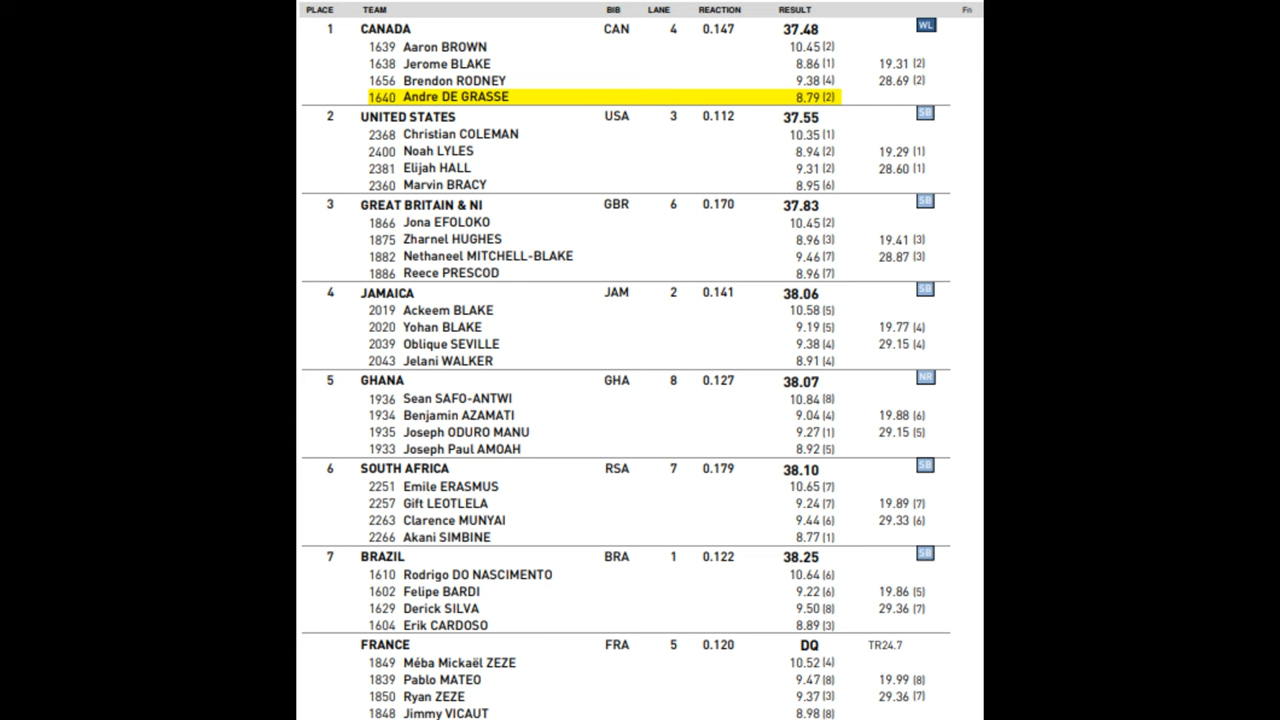 PLACE TEAM BIB LANE REACTION RESULT Fn
1 CANADA CAN 4 0.147 37.48 WL
1639 Aaron BROWN 10.45 (2)
1638 Jerome BLAKE 8.86 (1) 19.31 (2)
1656 Brendon RODNEY 9.38 (4) 28.69 (2)
1640 Andre DE GRASSE 8.79 (2)
2 UNITED STATES USA 3 0.112 37.55 SB
2368 Christian COLEMAN 10.35 (1)
2400 Noah LYLES 8.94 (2) 19.29 (1)
2381 Elijah HALL 9.31 (2) 28.60 (1)
2360 Marvin BRACY 8.95 (6)
3 GREAT BRITAIN & NI GBR 6 0.170 37.83 SB
1866 Jona EFOLOKO 10.45 (2)
1875 Zharnel HUGHES 8.96 (3) 19.41 (3)
1882 Nethaneel MITCHELL-BLAKE 9.46 (7) 28.87 (3)
1886 Reece PRESCOD 8.96 (7)
4 JAMAICA JAM 2 0.141 38.06 SB
2019 Ackeem BLAKE 10.58 (5)
2020 Yohan BLAKE 9.19 (5) 19.77 (4)
2039 Oblique SEVILLE 9.38 (4) 29.15 (4)
2043 Jelani WALKER 8.91 (4)
5 GHANA GHA 8 0.127 38.07 NR
1936 Sean SAFO-ANTWI 10.84 (8)
1934 Benjamin AZAMATI 9.04 (4) 19.88 (6)
1935 Joseph ODURO MANU 9.27 (1) 29.15 (5)
1933 Joseph Paul AMOAH 8.92 (5)
6 SOUTH AFRICA RSA 7 0.179 38.10 SB
2251 Emile ERASMUS 10.65 (7)
2257 Gift LEOTLELA 9.24 (7) 19.89 (7)
2263 Clarence MUNYAI 9.44 (6) 29.33 (6)
2266 Akani SIMBINE 8.77 (1)
7 BRAZIL BRA 1 0.122 38.25 SB
1610 Rodrigo DO NASCIMENTO 10.64 (6)
1602 Felipe BARDI 9.22 (6) 19.86 (5)
1629 Derick SILVA 9.50 (8) 29.36 (7)
1604 Erik CARDOSO 8.89 (3)
FRANCE FRA 5 0.120 DQ TR24.7
1849 Méba Mickaël ZEZE 10.52 (4)
1839 Pablo MATEO 9.47 (8) 19.99 (8)
1850 Ryan ZEZE 9.37 (3) 29.36 (7)
1848 Jimmy VICAUT 8.98 (8)